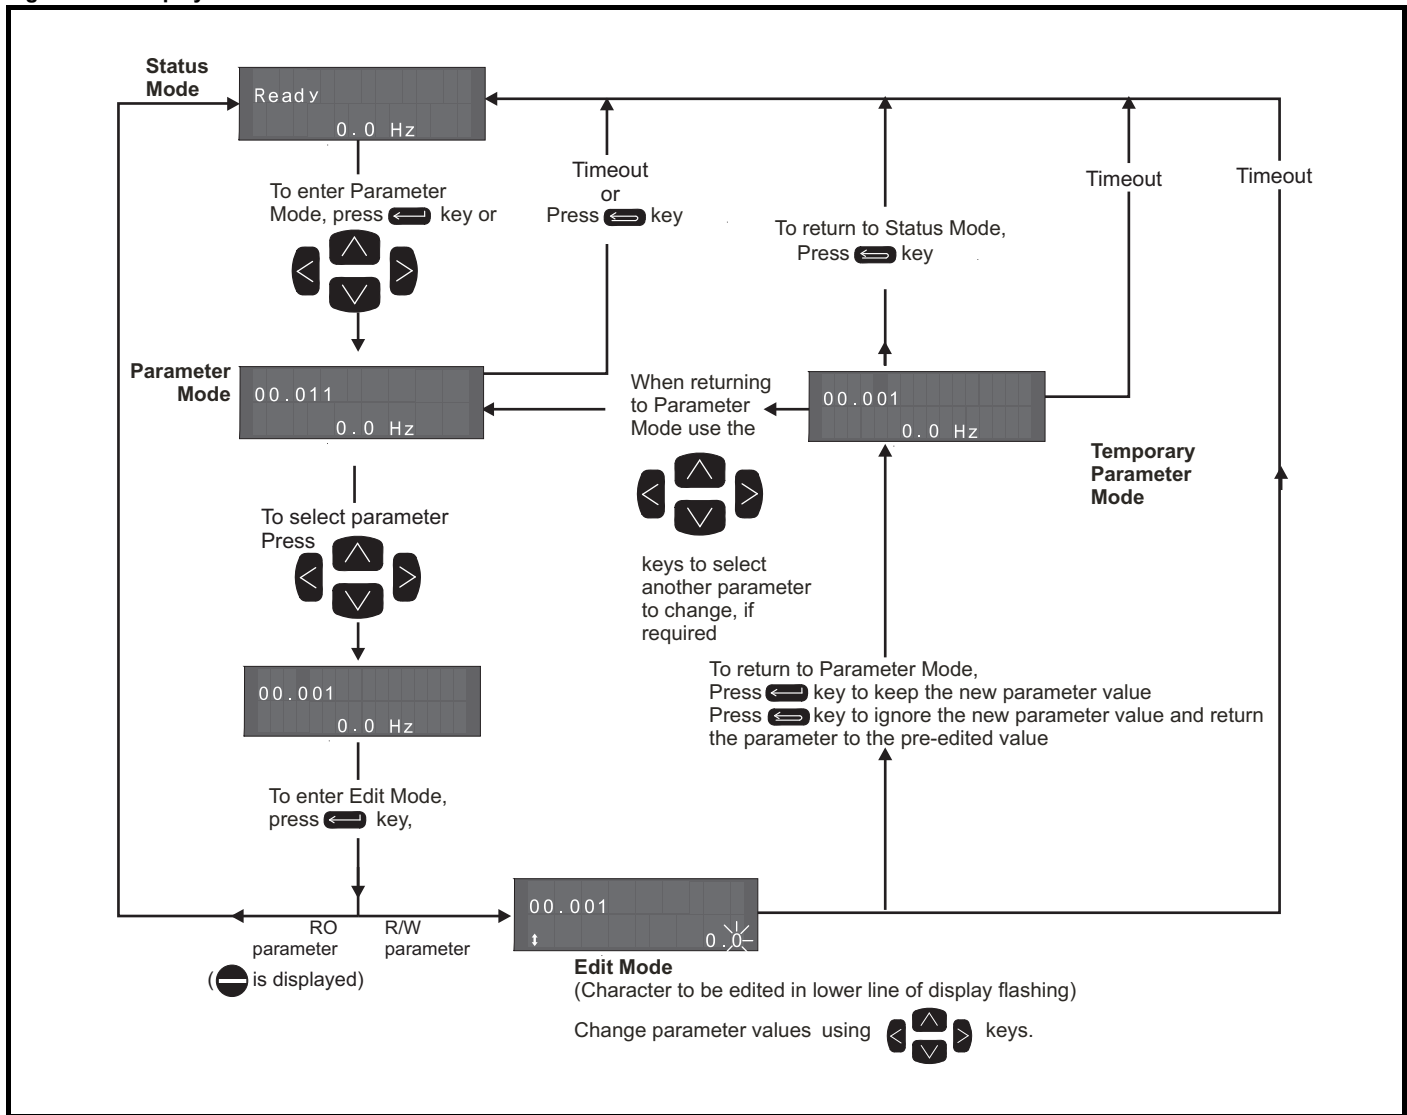 Status
Mode
Ready
0.0 Hz
To enter Parameter
Mode, press key or
Timeout
or
Press key
To return to Status Mode,
Press key
Timeout
Timeout
Parameter
Mode
00.011
0.0 Hz
When returning
to Parameter
Mode use the
keys to select
another parameter
to change, if
required
00.001
0.0 Hz
Temporary
Parameter
Mode
To select parameter
Press
00.001
0.0 Hz
To return to Parameter Mode,
Press key to keep the new parameter value
Press key to ignore the new parameter value and return
the parameter to the pre-edited value
To enter Edit Mode,
press key,
RO
parameter
(is displayed)
R/W
parameter
00.001
0.0
Edit Mode
(Character to be edited in lower line of display flashing)
Change parameter values using keys.